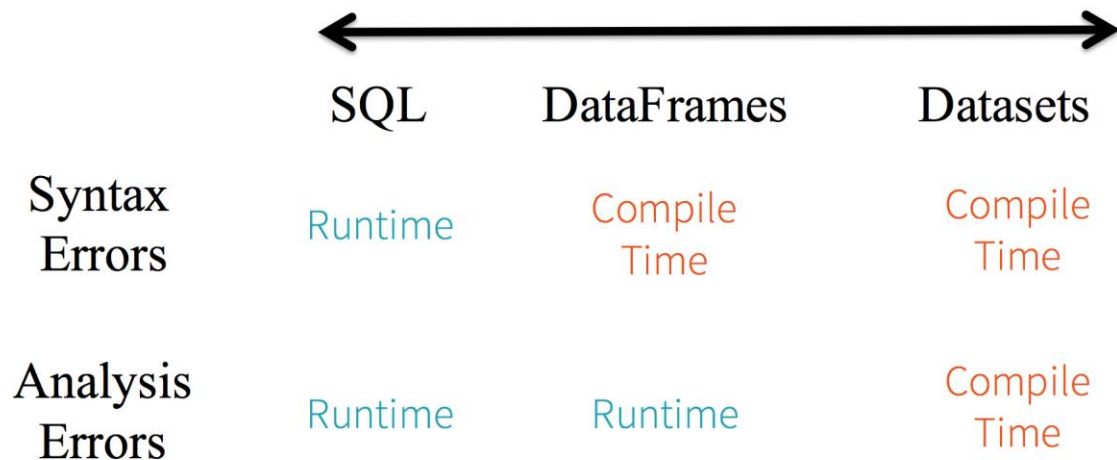 SQL DataFrames Datasets
Syntax
Errors
Runtime
Compile
Time
Compile
Time
Analysis
Errors
Runtime
Runtime
Compile
Time